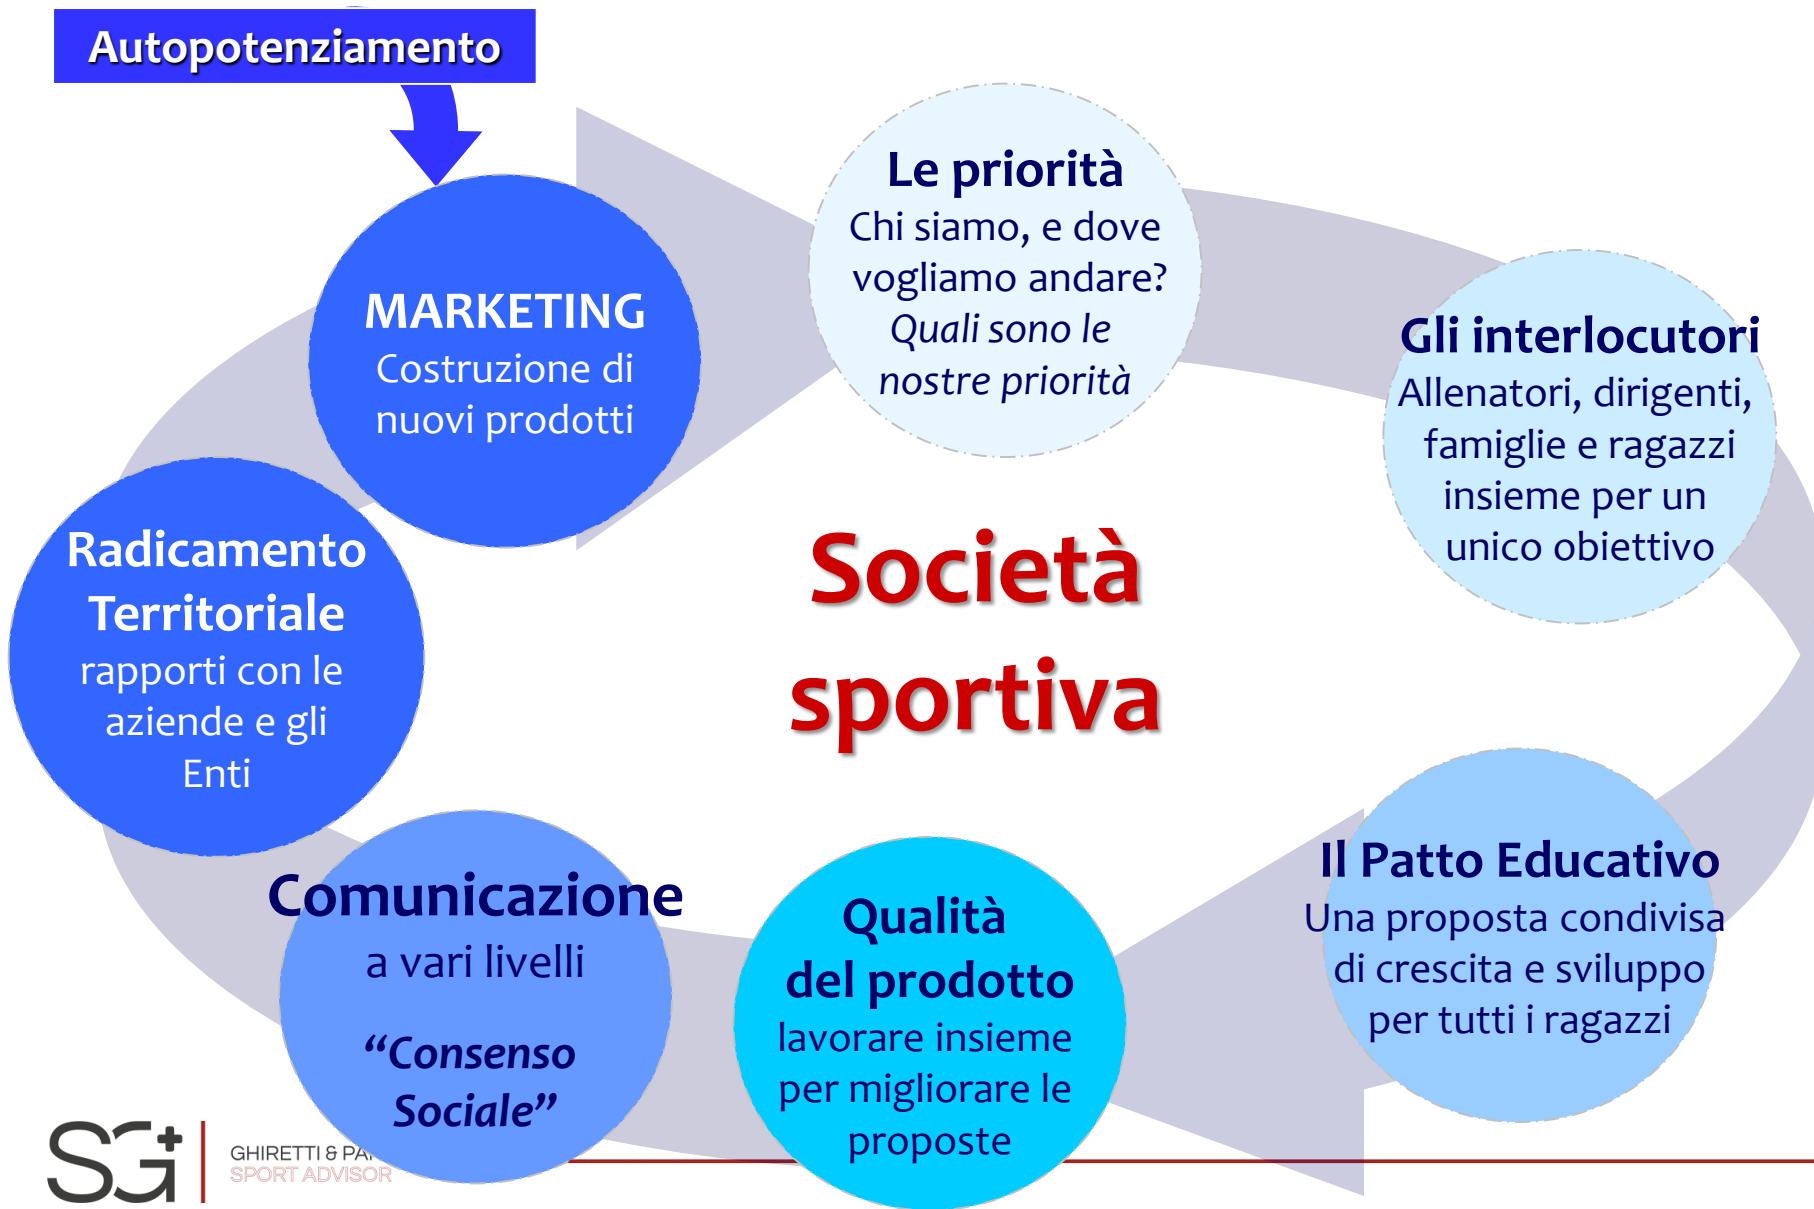 Autopotenziamento
Le priorità
Chi siamo, e dove
vogliamo andare?
Quali sono le
nostre priorità
Gli interlocutori
Allenatori, dirigenti,
famiglie e ragazzi
insieme per un
unico obiettivo
Il Patto Educativo
Una proposta condivisa
di crescita e sviluppo
per tutti i ragazzi
Qualità
del prodotto
lavorare insieme
per migliorare le
proposte
Comunicazione
a vari livelli
“Consenso
Sociale”
Radicamento
Territoriale
rapporti con le
aziende e gli
Enti
MARKETING
Costruzione di
nuovi prodotti
Società
sportiva
SG+
GHIRETTI &
SPORT ADVISOR